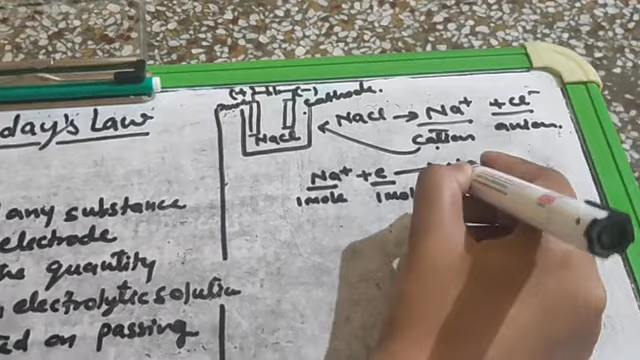 day's Law
any substance
electrode
quantity
electrolytic solution
on passing
(+) (-)
cathode.
NaCl
NaCl → Na⁺ + Cl⁻
cation anion.
Na⁺ + e
1 mole 1 mol